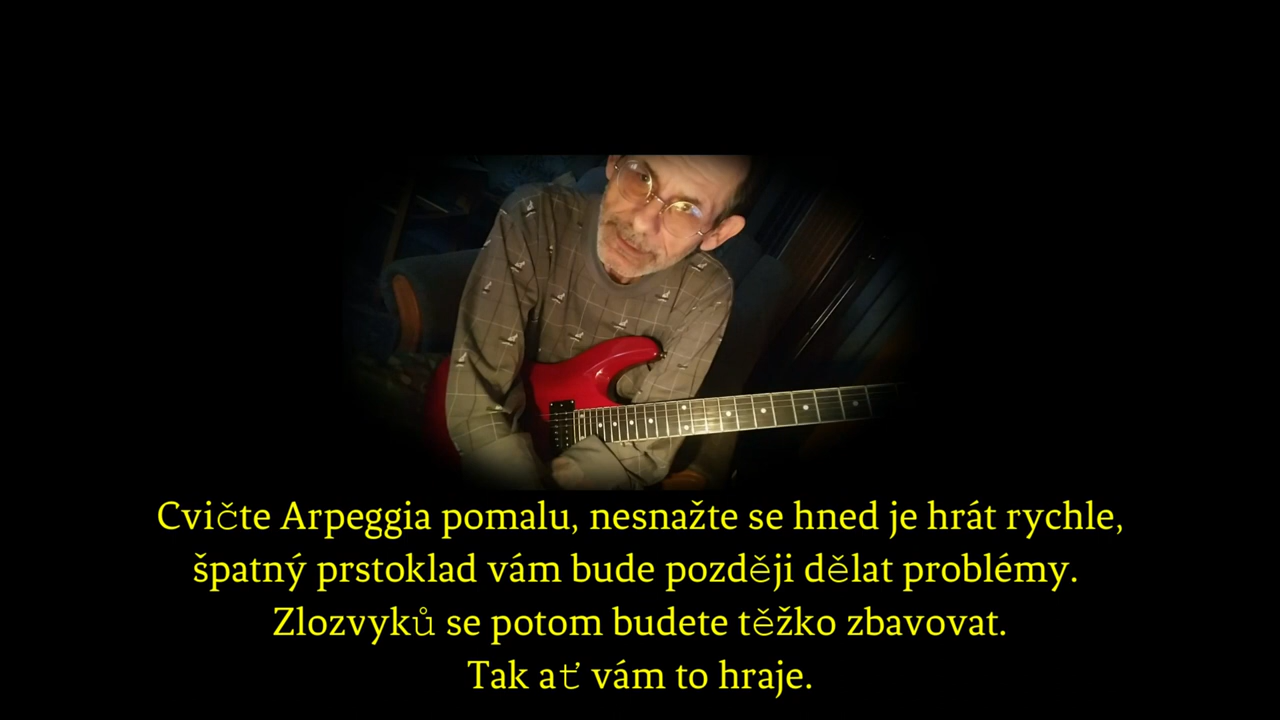 Cvičte Arpeggia pomalu, nesnažte se hned je hrát rychle,
špatný prstoklad vám bude později dělat problémy.
Zlozvyků se potom budete těžko zbavovat.
Tak ať vám to hraje.